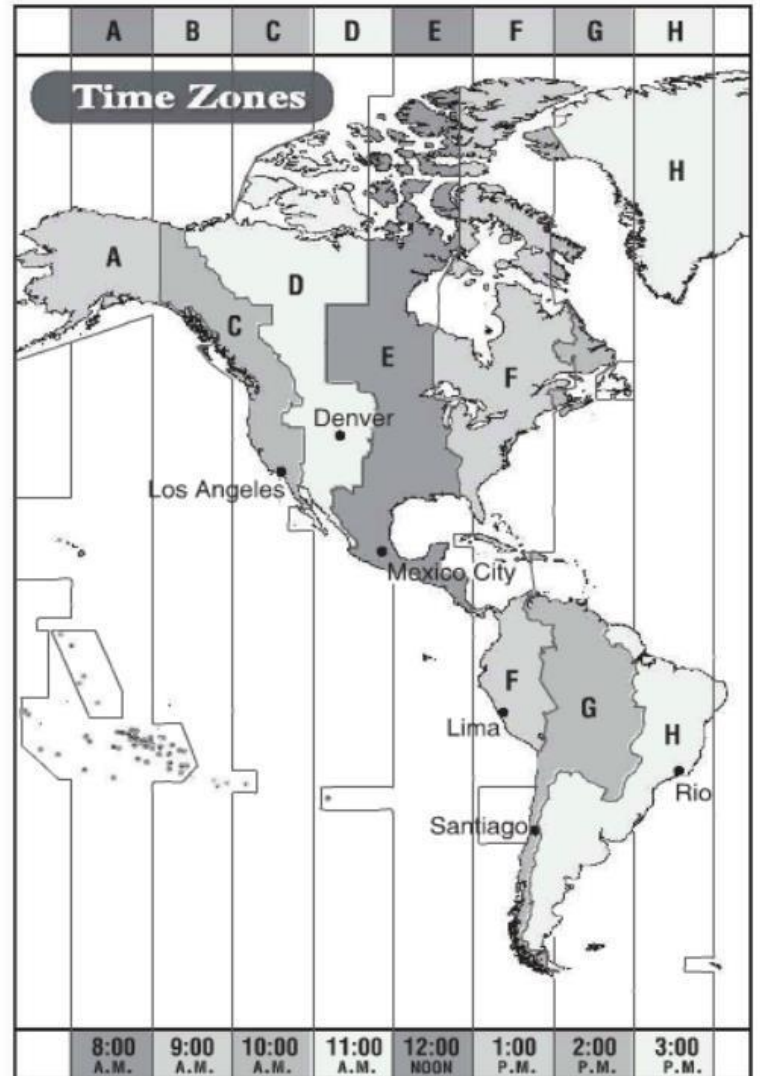 A B C D E F G H
Time Zones
H
A
D
C
E
F
Denver
Los Angeles
Mexico City
F
G
H
Lima
Rio
Santiago
8:00 9:00 10:00 11:00 12:00 1:00 2:00 3:00
A.M. A.M. A.M. A.M. NOON P.M. P.M. P.M.